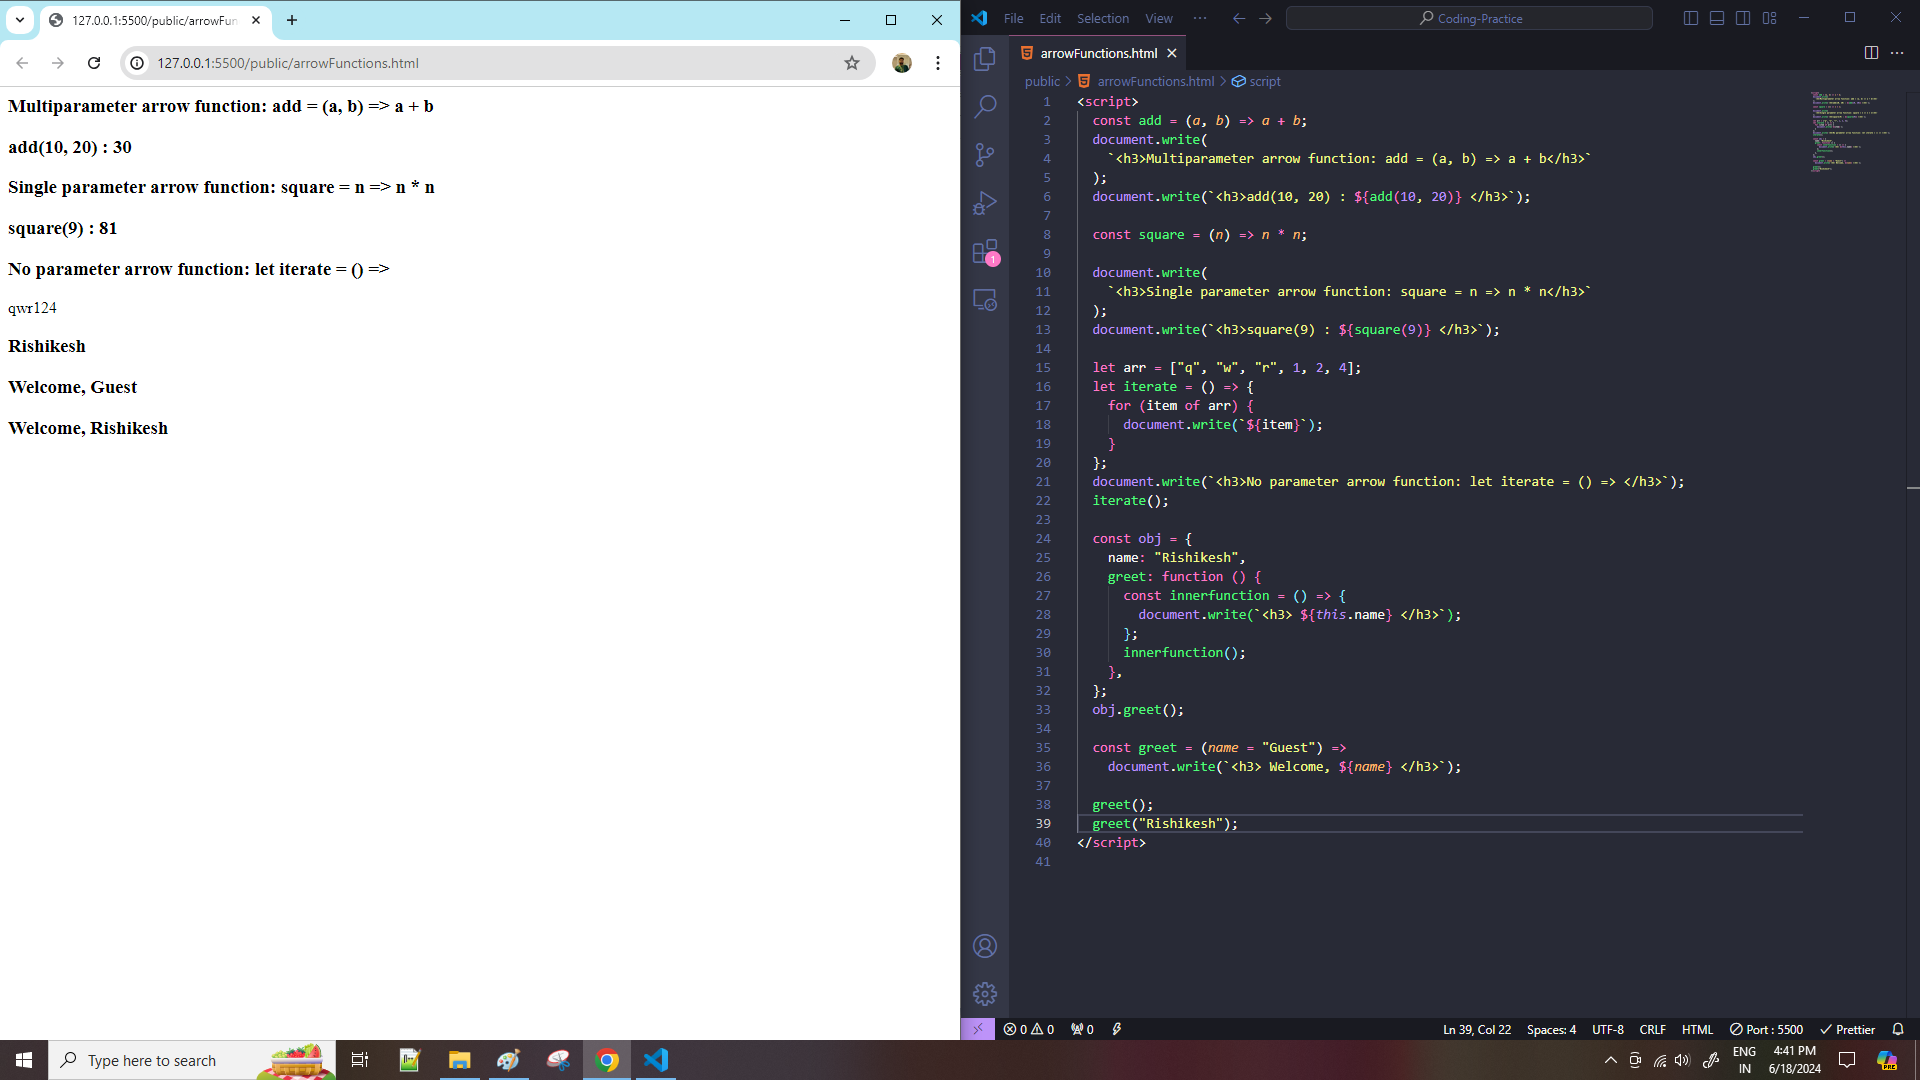 127.0.0.1:5500/public/arrowFun
127.0.0.1:5500/public/arrowFunctions.html
Multiparameter arrow function: add = (a, b) => a + b
add(10, 20) : 30
Single parameter arrow function: square = n => n * n
square(9) : 81
No parameter arrow function: let iterate = () =>
qwr124
Rishikesh
Welcome, Guest
Welcome, Rishikesh
File Edit Selection View ··· Coding-Practice
arrowFunctions.html
public > arrowFunctions.html > script
1 <script>
2 const add = (a, b) => a + b;
3 document.write(
4 `<h3>Multiparameter arrow function: add = (a, b) => a + b</h3>`
5 );
6 document.write(`<h3>add(10, 20) : ${add(10, 20)} </h3>`);
7
8 const square = (n) => n * n;
9
10 document.write(
11 `<h3>Single parameter arrow function: square = n => n * n</h3>`
12 );
13 document.write(`<h3>square(9) : ${square(9)} </h3>`);
14
15 let arr = ["q", "w", "r", 1, 2, 4];
16 let iterate = () => {
17 for (item of arr) {
18 document.write(`${item}`);
19 }
20 };
21 document.write(`<h3>No parameter arrow function: let iterate = () => </h3>`);
22 iterate();
23
24 const obj = {
25 name: "Rishikesh",
26 greet: function () {
27 const innerfunction = () => {
28 document.write(`<h3> ${this.name} </h3>`);
29 };
30 innerfunction();
31 },
32 };
33 obj.greet();
34
35 const greet = (name = "Guest") =>
36 document.write(`<h3> Welcome, ${name} </h3>`);
37
38 greet();
39 greet("Rishikesh");
40 </script>
41
1
0 0 0 Ln 39, Col 22 Spaces: 4 UTF-8 CRLF HTML Port : 5500 Prettier
Type here to search
ENG
IN
4:41 PM
6/18/2024
PRE